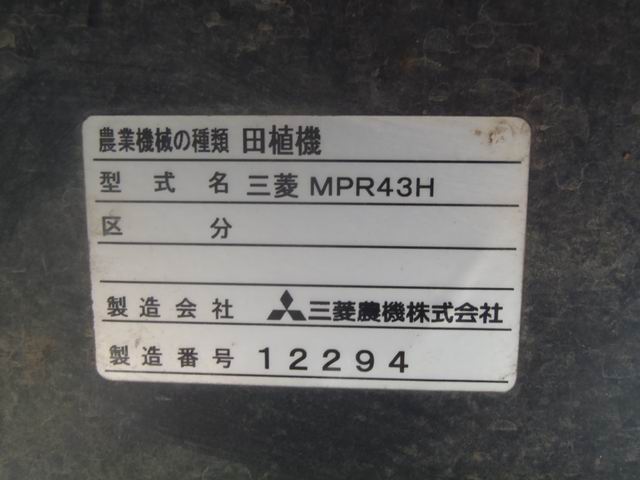 農業機械の種類 田植機
型式名 三菱 MPR43H
区分
製造会社 三菱農機株式会社
製造番号 12294